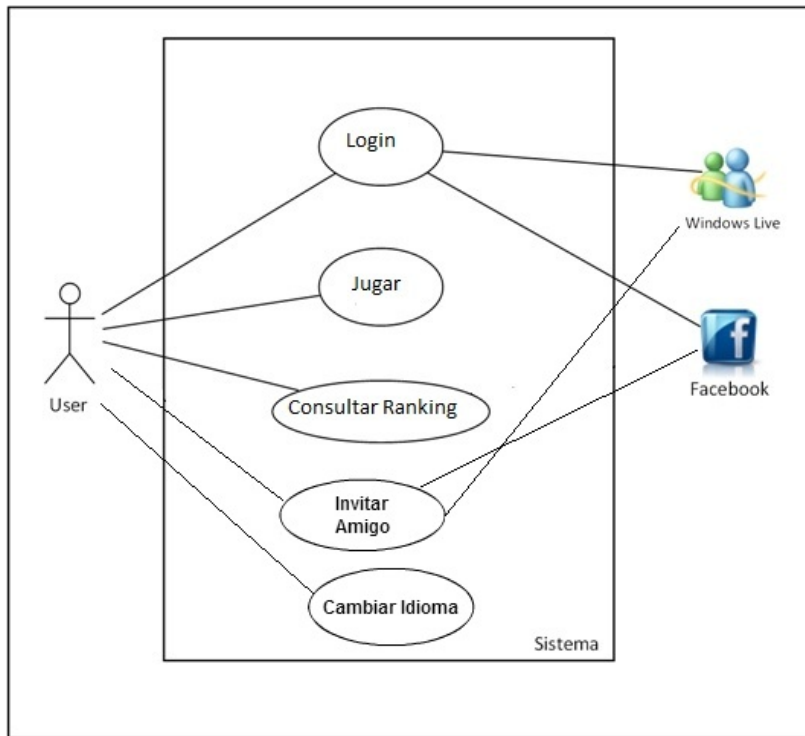 Login
Windows Live
Jugar
User
Facebook
Consultar Ranking
Invitar
Amigo
Cambiar Idioma
Sistema